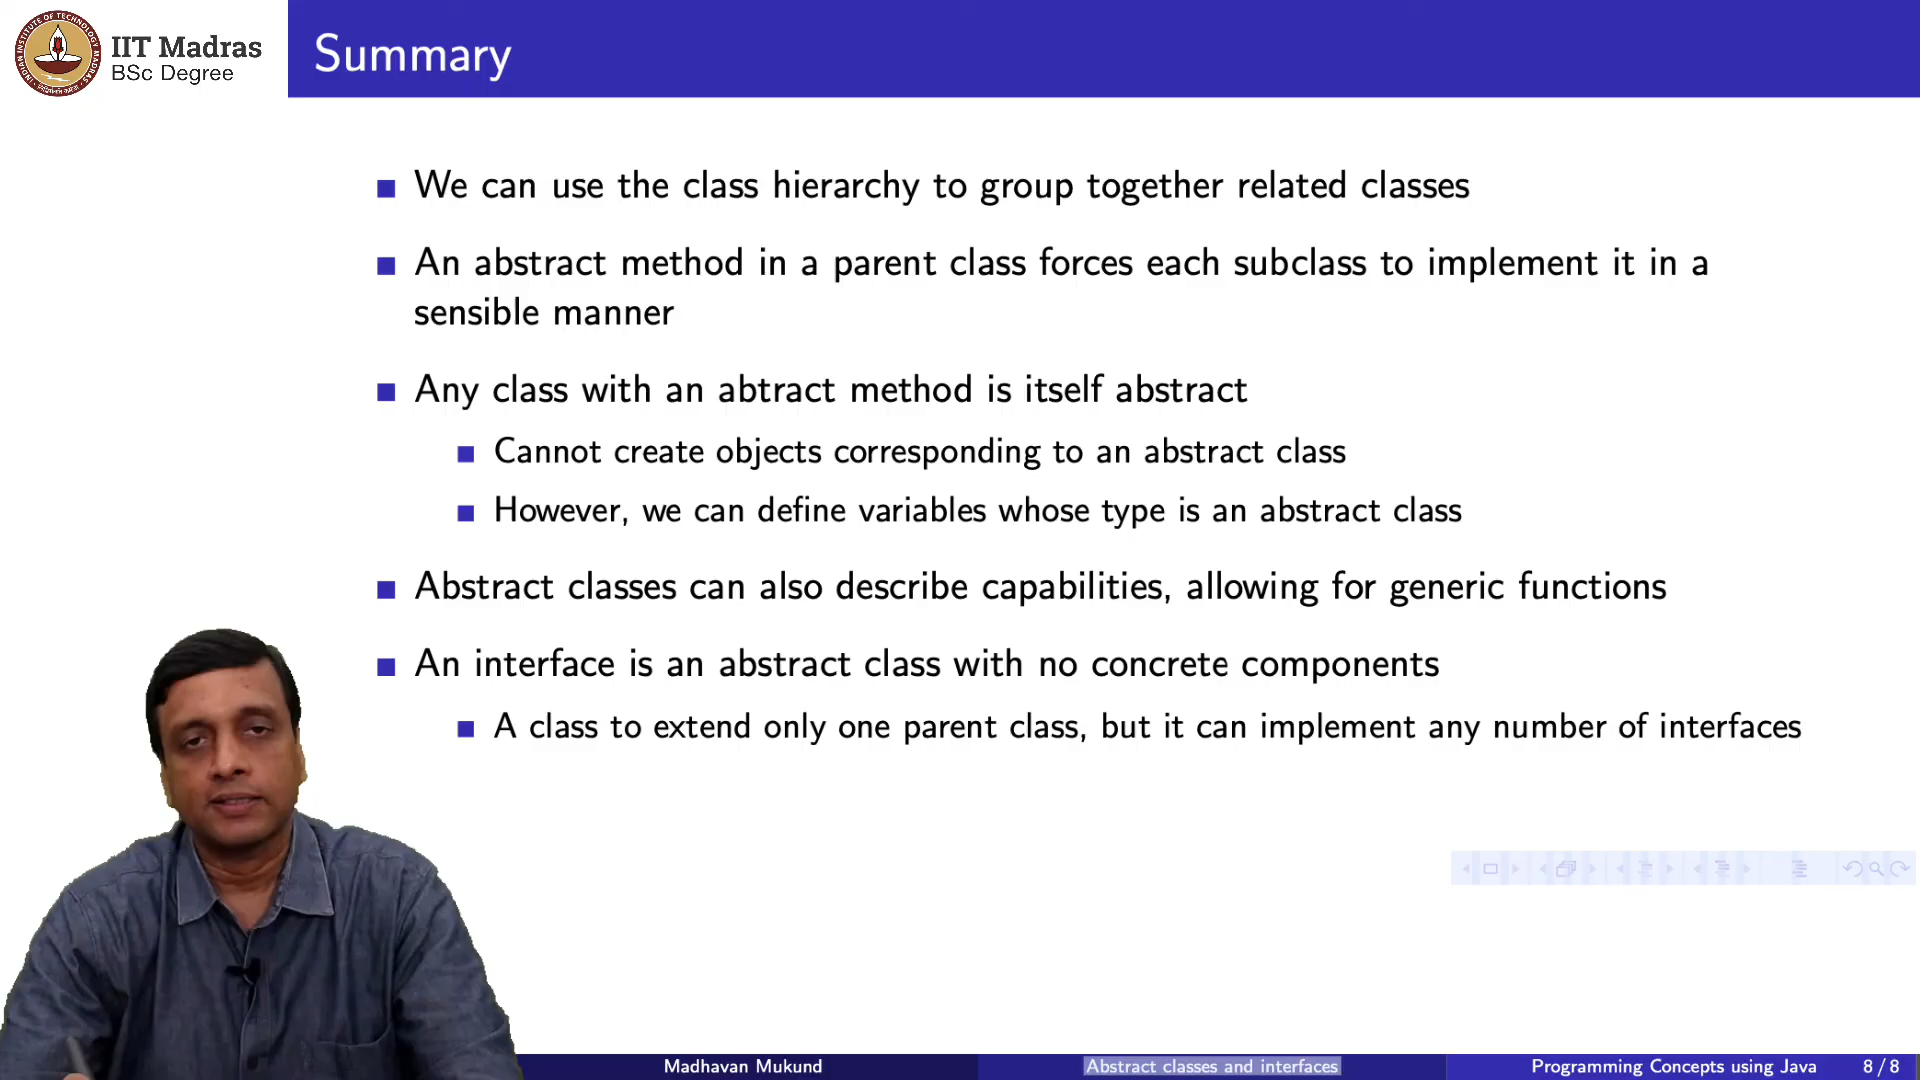 IIT Madras
BSc Degree
Summary
We can use the class hierarchy to group together related classes
An abstract method in a parent class forces each subclass to implement it in a
sensible manner
Any class with an abtract method is itself abstract
Cannot create objects corresponding to an abstract class
However, we can define variables whose type is an abstract class
Abstract classes can also describe capabilities, allowing for generic functions
An interface is an abstract class with no concrete components
A class to extend only one parent class, but it can implement any number of interfaces
Madhavan Mukund
Abstract classes and interfaces
Programming Concepts using Java
8 / 8